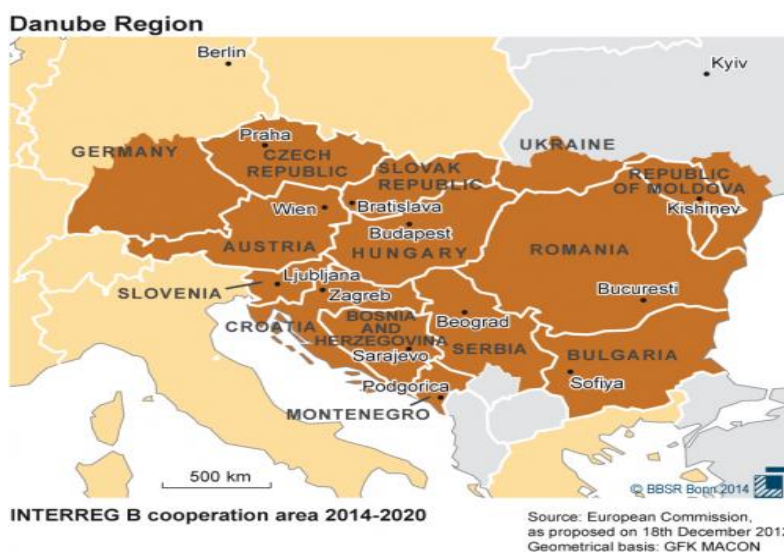 Danube Region
Berlin
Kyiv
Praha
GERMANY
CZECH
REPUBLIC
UKRAINE
SLOVAK
REPUBLIC
REPUBLIC
OF MOLDOVA
Kishinev
Wien
Bratislava
Budapest
AUSTRIA
HUNGARY
ROMANIA
Ljubljana
SLOVENIA
Zagreb
Bucuresti
CROATIA
BOSNIA
AND
HERZEGOVINA
Beograd
Sarajevo
SERBIA
BULGARIA
Sofiya
Podgorica
MONTENEGRO
500 km
© BBSR Bonn 2014
INTERREG B cooperation area 2014-2020
Source: European Commission,
as proposed on 18th December 2013
Geometrical basis: GFK MACON